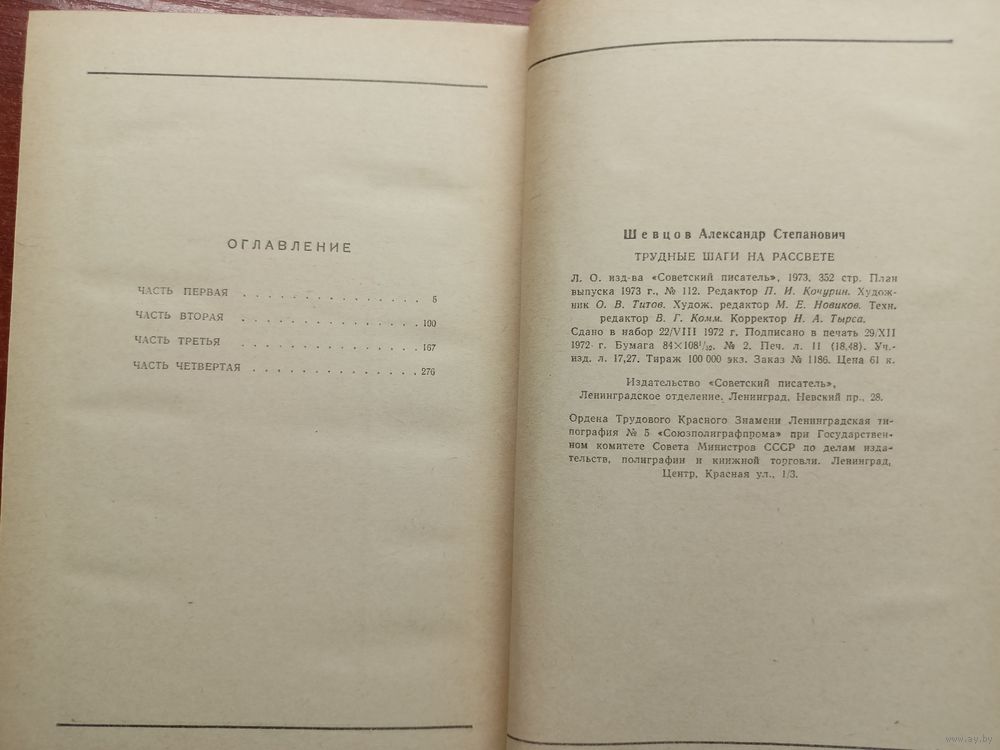 ОГЛАВЛЕНИЕ
ЧАСТЬ ПЕРВАЯ . . . . . . . . . . . . . . . 5
ЧАСТЬ ВТОРАЯ . . . . . . . . . . . . . . 100
ЧАСТЬ ТРЕТЬЯ . . . . . . . . . . . . . . 167
ЧАСТЬ ЧЕТВЕРТАЯ . . . . . . . . . . . . 276
Шевцов Александр Степанович
ТРУДНЫЕ ШАГИ НА РАССВЕТЕ
Л. О. изд-ва «Советский писатель», 1973, 352 стр. План
выпуска 1973 г., № 112. Редактор П. И. Кочурин. Худож-
ник О. В. Титов. Худож. редактор М. Е. Новиков. Техн.
редактор В. Г. Комм. Корректор Н. А. Тырса.
Сдано в набор 22/VIII 1972 г. Подписано в печать 29/XII
1972 г. Бумага 84×108¹/₃₂. № 2. Печ. л. 11 (18,48). Уч.-
изд. л. 17,27. Тираж 100 000 экз. Заказ № 1186. Цена 61 к.
Издательство «Советский писатель»,
Ленинградское отделение. Ленинград, Невский пр., 28.
Ордена Трудового Красного Знамени Ленинградская ти-
пография № 5 «Союзполиграфпрома» при Государствен-
ном комитете Совета Министров СССР по делам изда-
тельств, полиграфии и книжной торговли. Ленинград,
Центр, Красная ул., 1/3.
www.ay.by